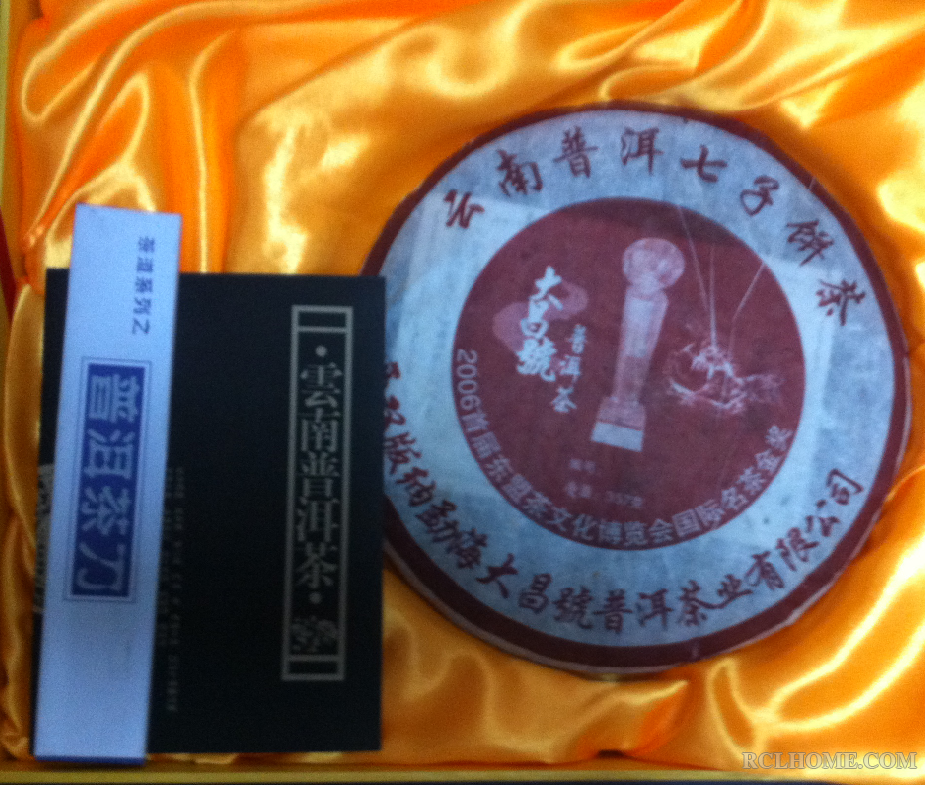 云南普洱七子饼茶
大昌號
普洱茶
2006首届东盟茶文化博览会国际名茶金奖
版纳勐海大昌號普洱茶业有限公司
茶道系列之
普洱茶刀
·雲南普洱茶·
RCLHOME.COM